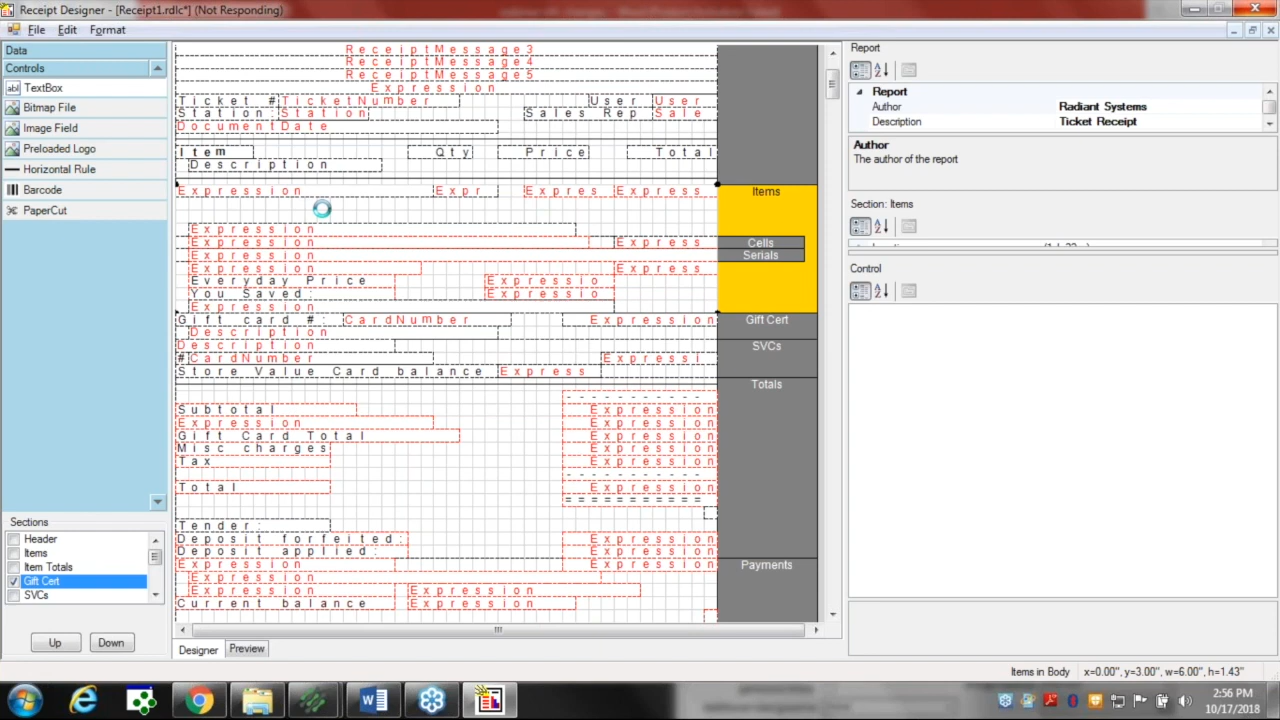 Receipt Designer - [Receipt1.rdlc*] (Not Responding)
File Edit Format
Data
Controls
TextBox
Bitmap File
Image Field
Preloaded Logo
Horizontal Rule
Barcode
PaperCut
Sections
Header
Items
Item Totals
Gift Cert
SVCs
Up Down
ReceiptMessage3
ReceiptMessage4
ReceiptMessage5
Expression
Ticket # TicketNumber User User
Station: Station Sales Rep Sale
DocumentDate
Item Qty Price Total
Description
Expression Expr Expres Express Items
Expression
Expression Express Cells
Expression Serials
Expression Express
Everyday Price Expressio
You Saved: Expressio
Expression
Gift card #: CardNumber Expression Gift Cert
Description
Description SVCs
# CardNumber Expressi
Store Value Card balance Express
Totals
- - - - - - - - - - -
Subtotal Expression
Expression Expression
Gift Card Total Expression
Misc charges Expression
Tax Expression
- - - - - - - - - - -
Total Expression
= = = = = = = = = = =
Tender:
Deposit forfeited: Expression
Deposit applied: Expression
Expression Expression Payments
Expression
Expression Expression
Current balance Expression
Designer Preview
Report
Report
Author Radiant Systems
Description Ticket Receipt
Author
The author of the report
Section: Items
Control
Items in Body x=0.00", y=3.00", w=6.00", h=1.43"
2:56 PM
10/17/2018